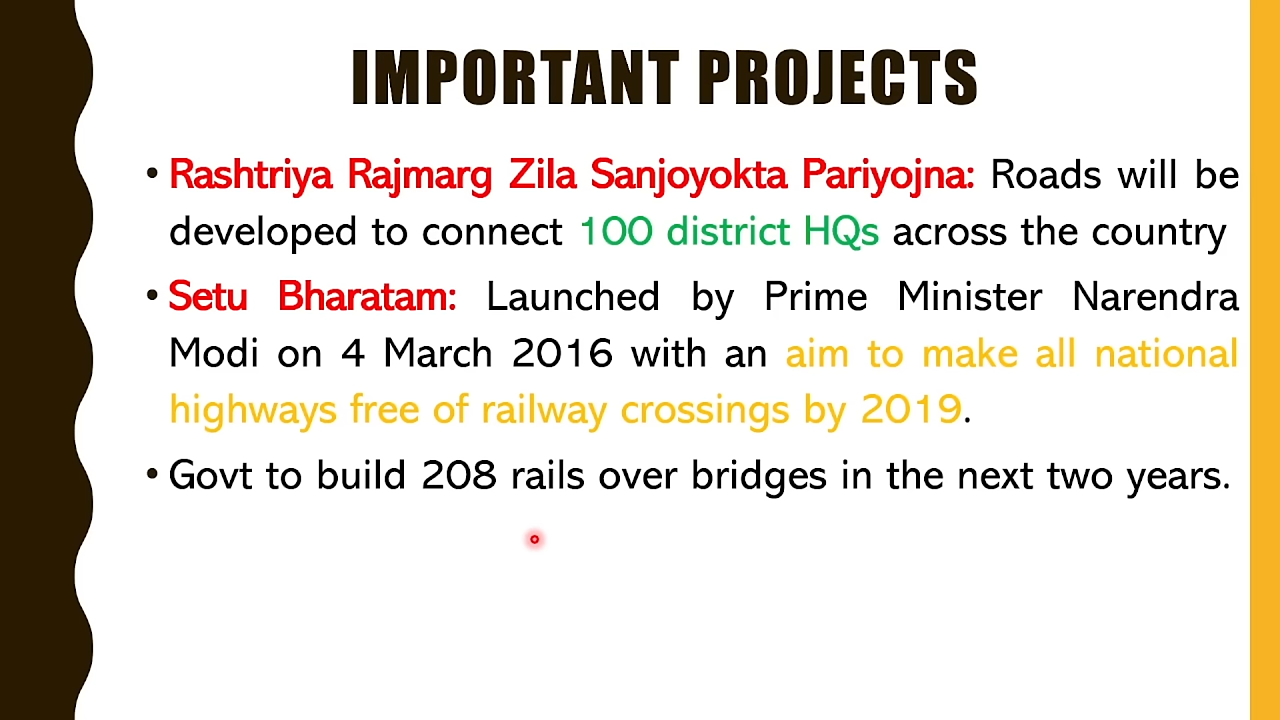 IMPORTANT PROJECTS
• Rashtriya Rajmarg Zila Sanjoyokta Pariyojna: Roads will be
developed to connect 100 district HQs across the country
• Setu Bharatam: Launched by Prime Minister Narendra
Modi on 4 March 2016 with an aim to make all national
highways free of railway crossings by 2019.
• Govt to build 208 rails over bridges in the next two years.